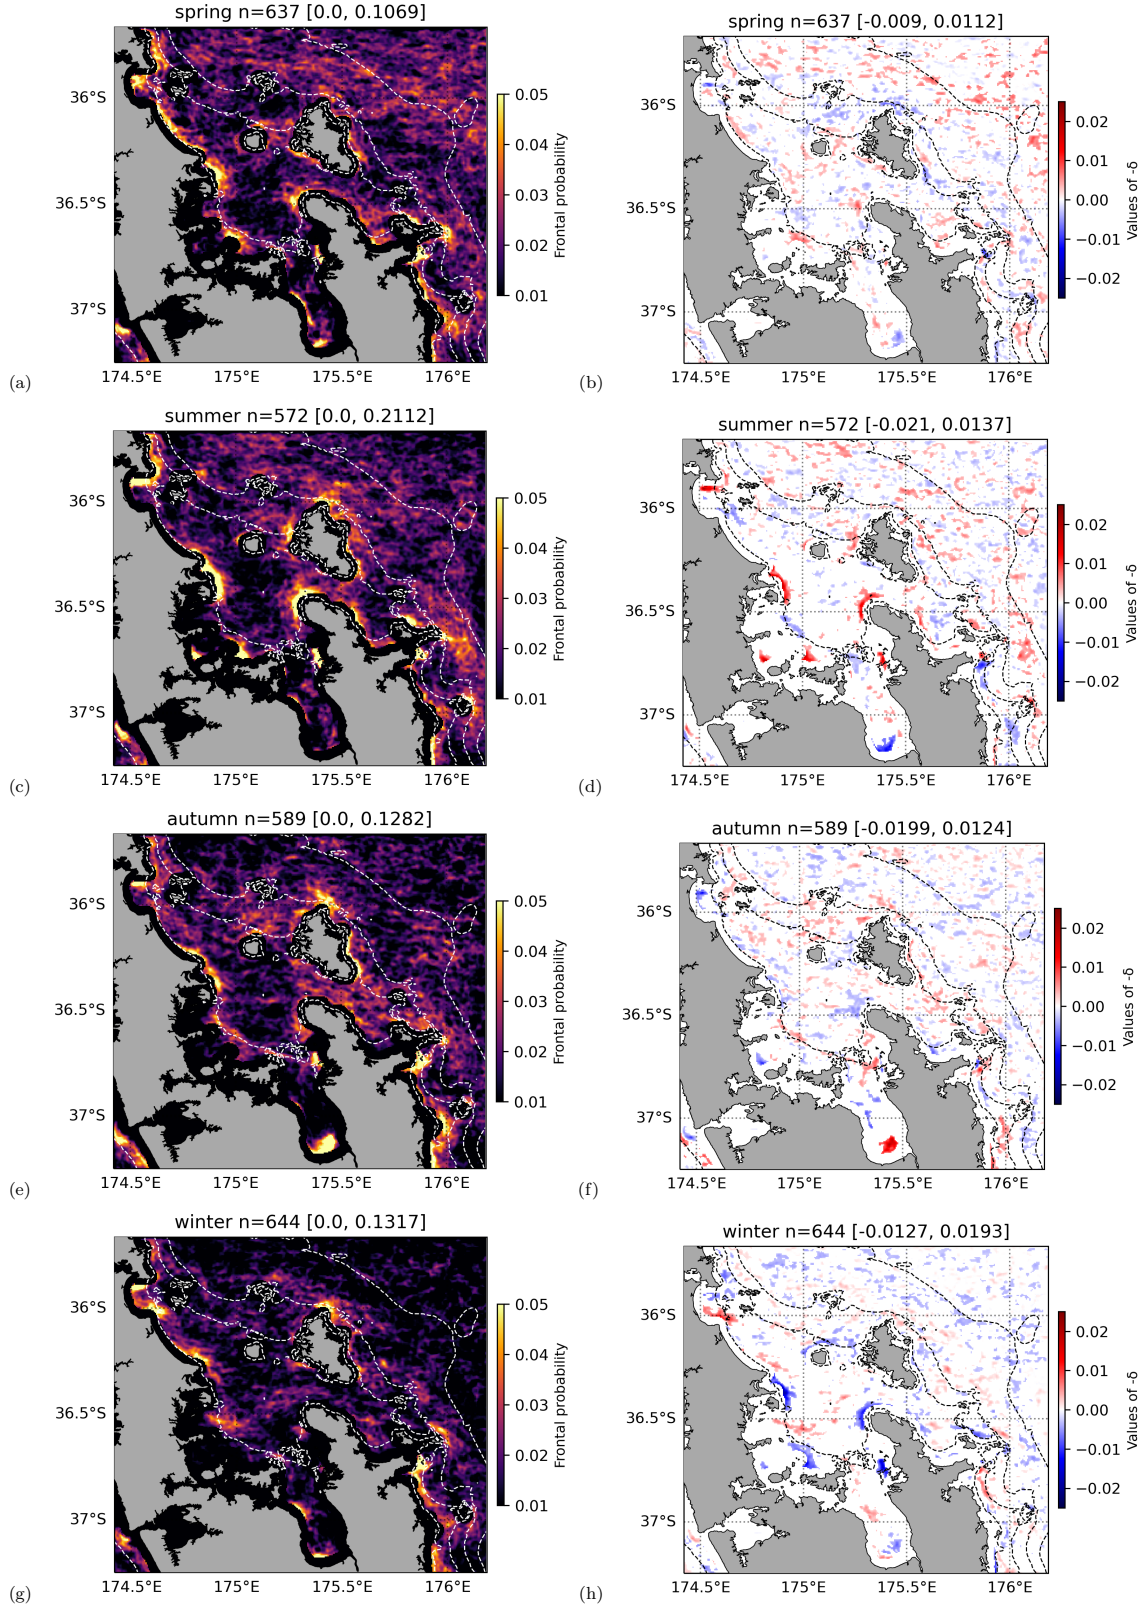 spring n=637 [0.0, 0.1069]
36°S
36.5°S
37°S
174.5°E 175°E 175.5°E 176°E
0.05
0.04
0.03
0.02
0.01
Frontal probability
(a)
spring n=637 [-0.009, 0.0112]
36°S
36.5°S
37°S
174.5°E 175°E 175.5°E 176°E
0.02
0.01
0.00
−0.01
−0.02
Values of -δ
(b)
summer n=572 [0.0, 0.2112]
36°S
36.5°S
37°S
174.5°E 175°E 175.5°E 176°E
0.05
0.04
0.03
0.02
0.01
Frontal probability
(c)
summer n=572 [-0.021, 0.0137]
36°S
36.5°S
37°S
174.5°E 175°E 175.5°E 176°E
0.02
0.01
0.00
−0.01
−0.02
Values of -δ
(d)
autumn n=589 [0.0, 0.1282]
36°S
36.5°S
37°S
174.5°E 175°E 175.5°E 176°E
0.05
0.04
0.03
0.02
0.01
Frontal probability
(e)
autumn n=589 [-0.0199, 0.0124]
36°S
36.5°S
37°S
174.5°E 175°E 175.5°E 176°E
0.02
0.01
0.00
−0.01
−0.02
Values of -δ
(f)
winter n=644 [0.0, 0.1317]
36°S
36.5°S
37°S
174.5°E 175°E 175.5°E 176°E
0.05
0.04
0.03
0.02
0.01
Frontal probability
(g)
winter n=644 [-0.0127, 0.0193]
36°S
36.5°S
37°S
174.5°E 175°E 175.5°E 176°E
0.02
0.01
0.00
−0.01
−0.02
Values of -δ
(h)